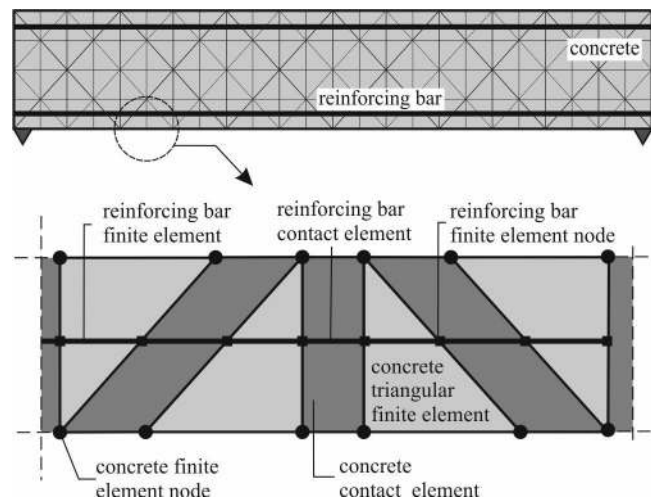 concrete
reinforcing bar
reinforcing bar
finite element
reinforcing bar
contact element
reinforcing bar
finite element node
concrete
triangular
finite element
concrete finite
element node
concrete
contact element